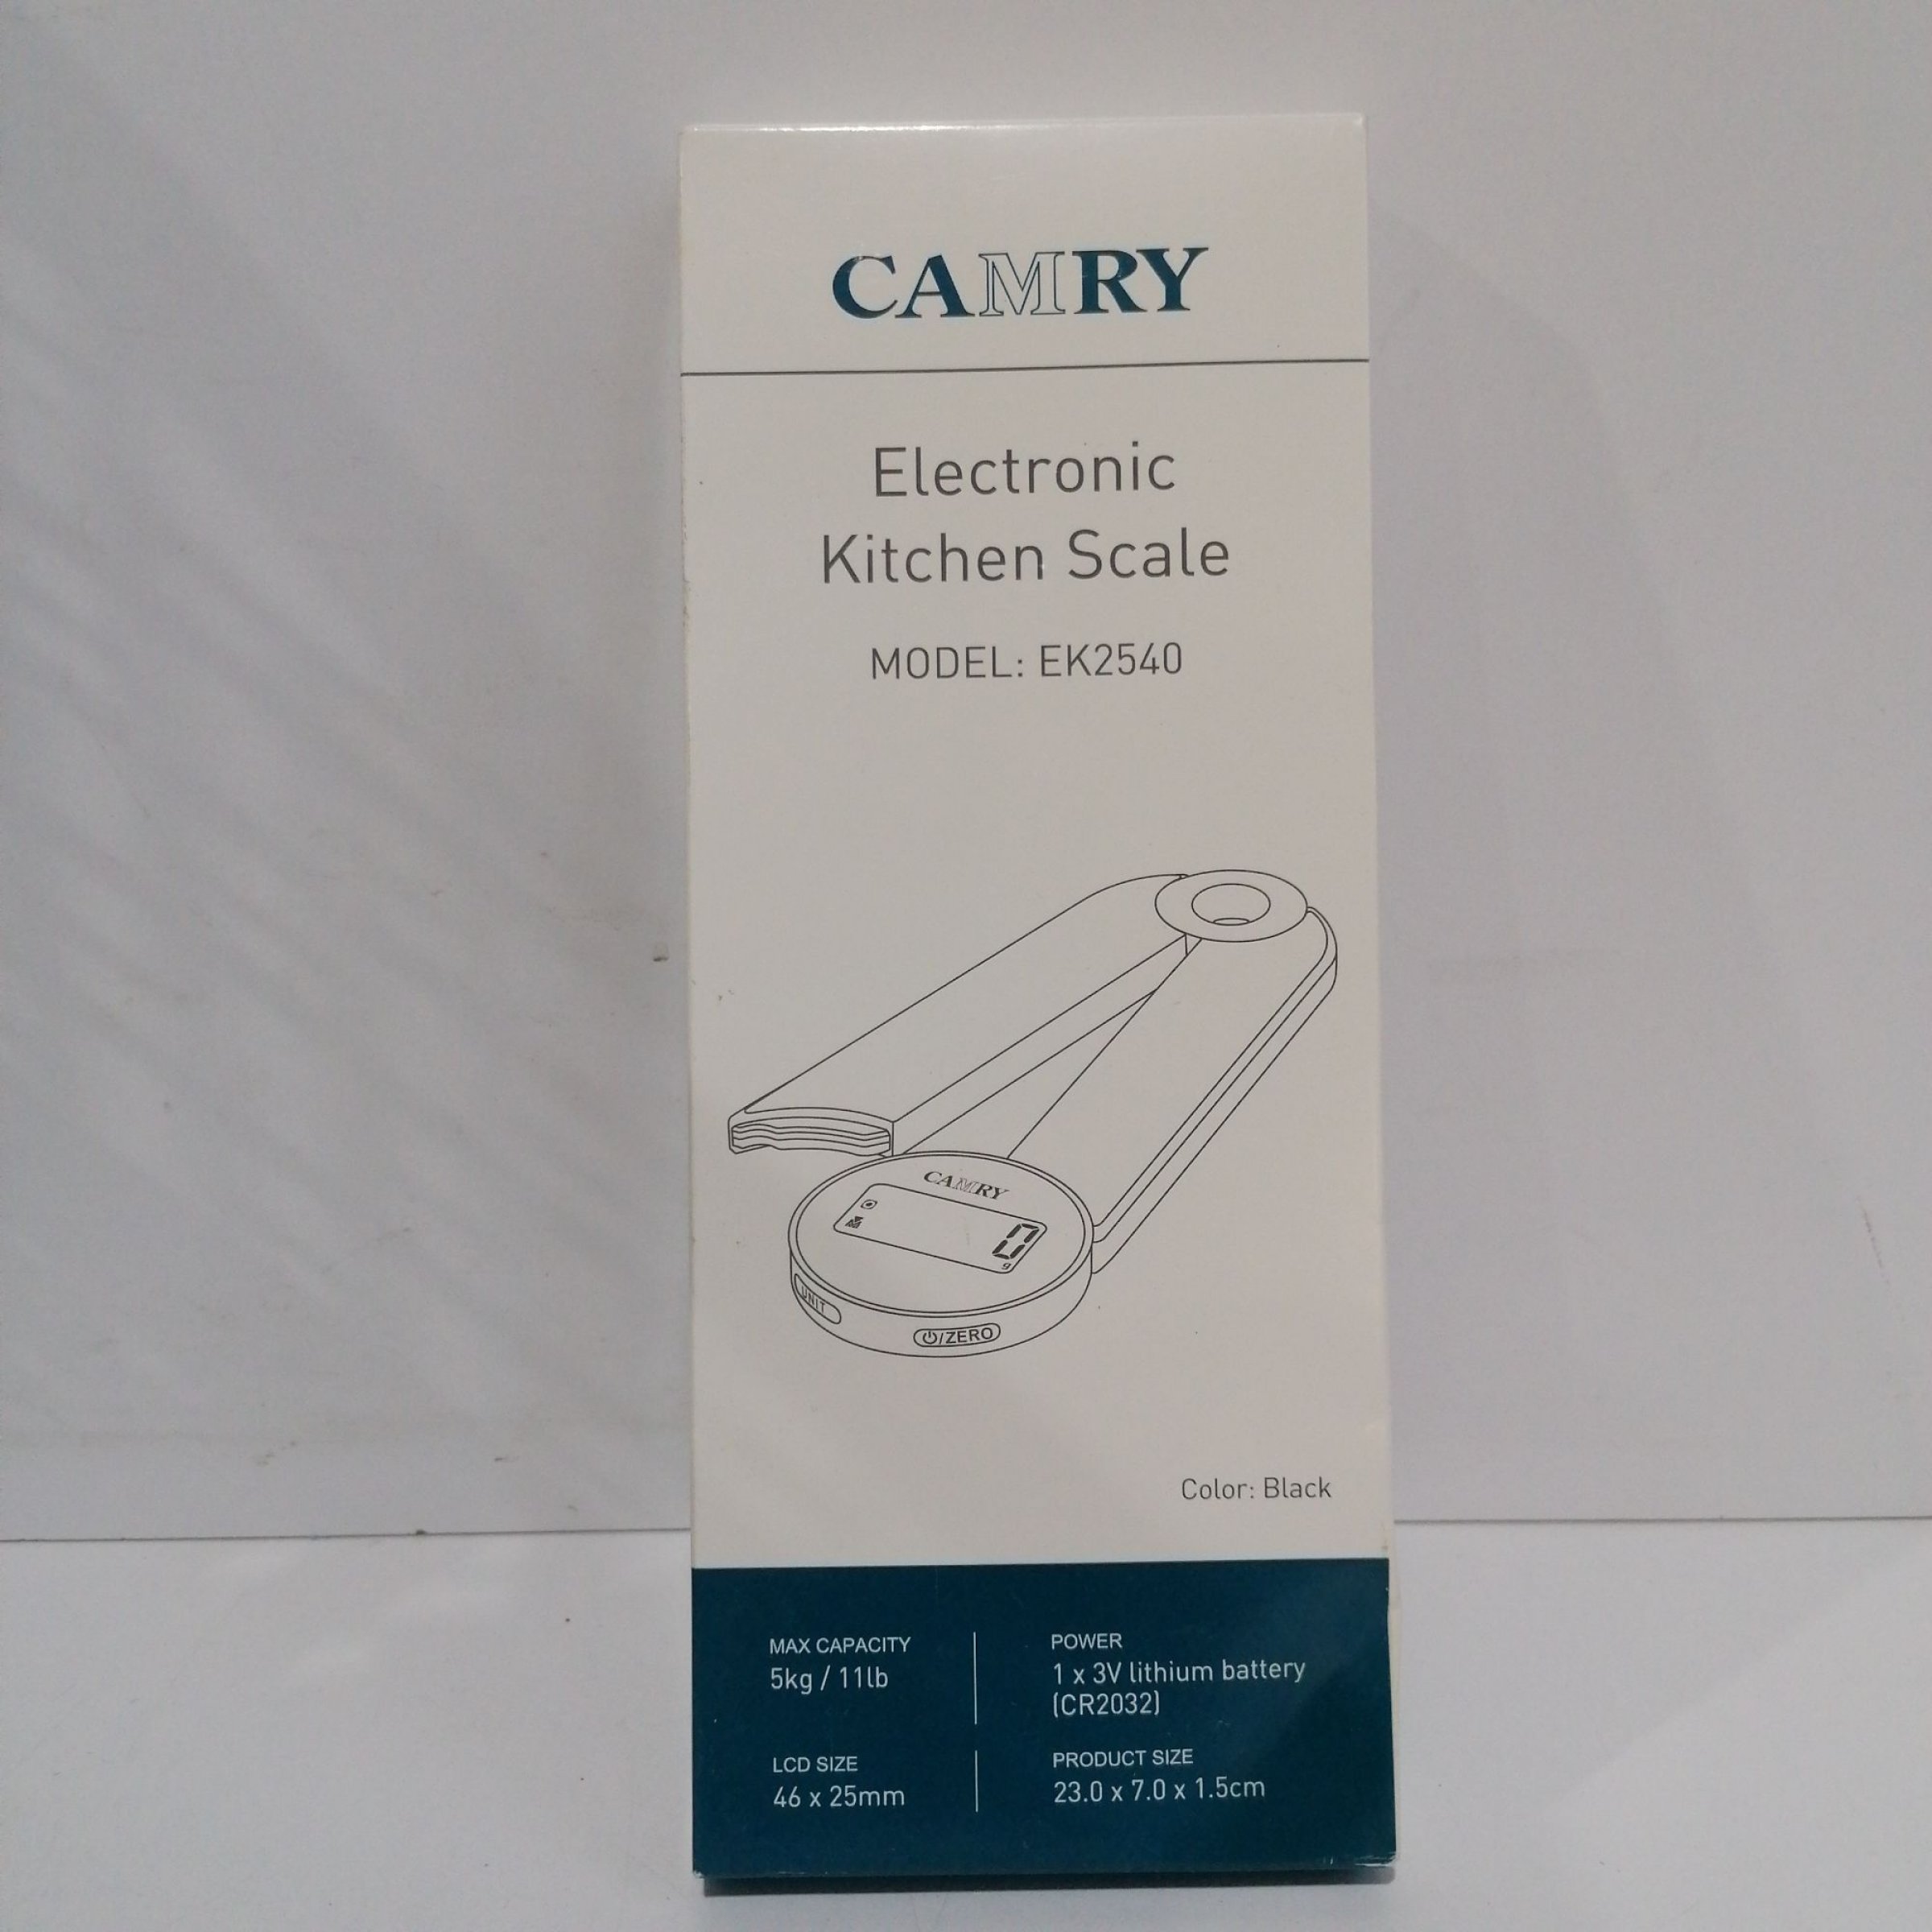 CAMRY
Electronic
Kitchen Scale
MODEL: EK2540
CAMRY
0
g
UNIT
/ZERO
Color: Black
MAX CAPACITY
5kg / 11lb
POWER
1 x 3V lithium battery
(CR2032)
LCD SIZE
46 x 25mm
PRODUCT SIZE
23.0 x 7.0 x 1.5cm